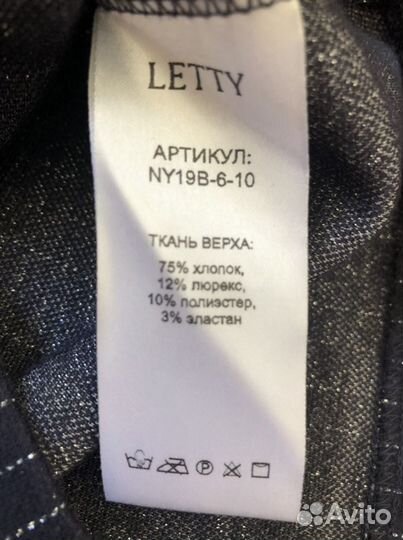 LETTY
АРТИКУЛ:
NY19B-6-10
ТКАНЬ ВЕРХА:
75% хлопок,
12% люрекс,
10% полиэстер,
3% эластан
Avito